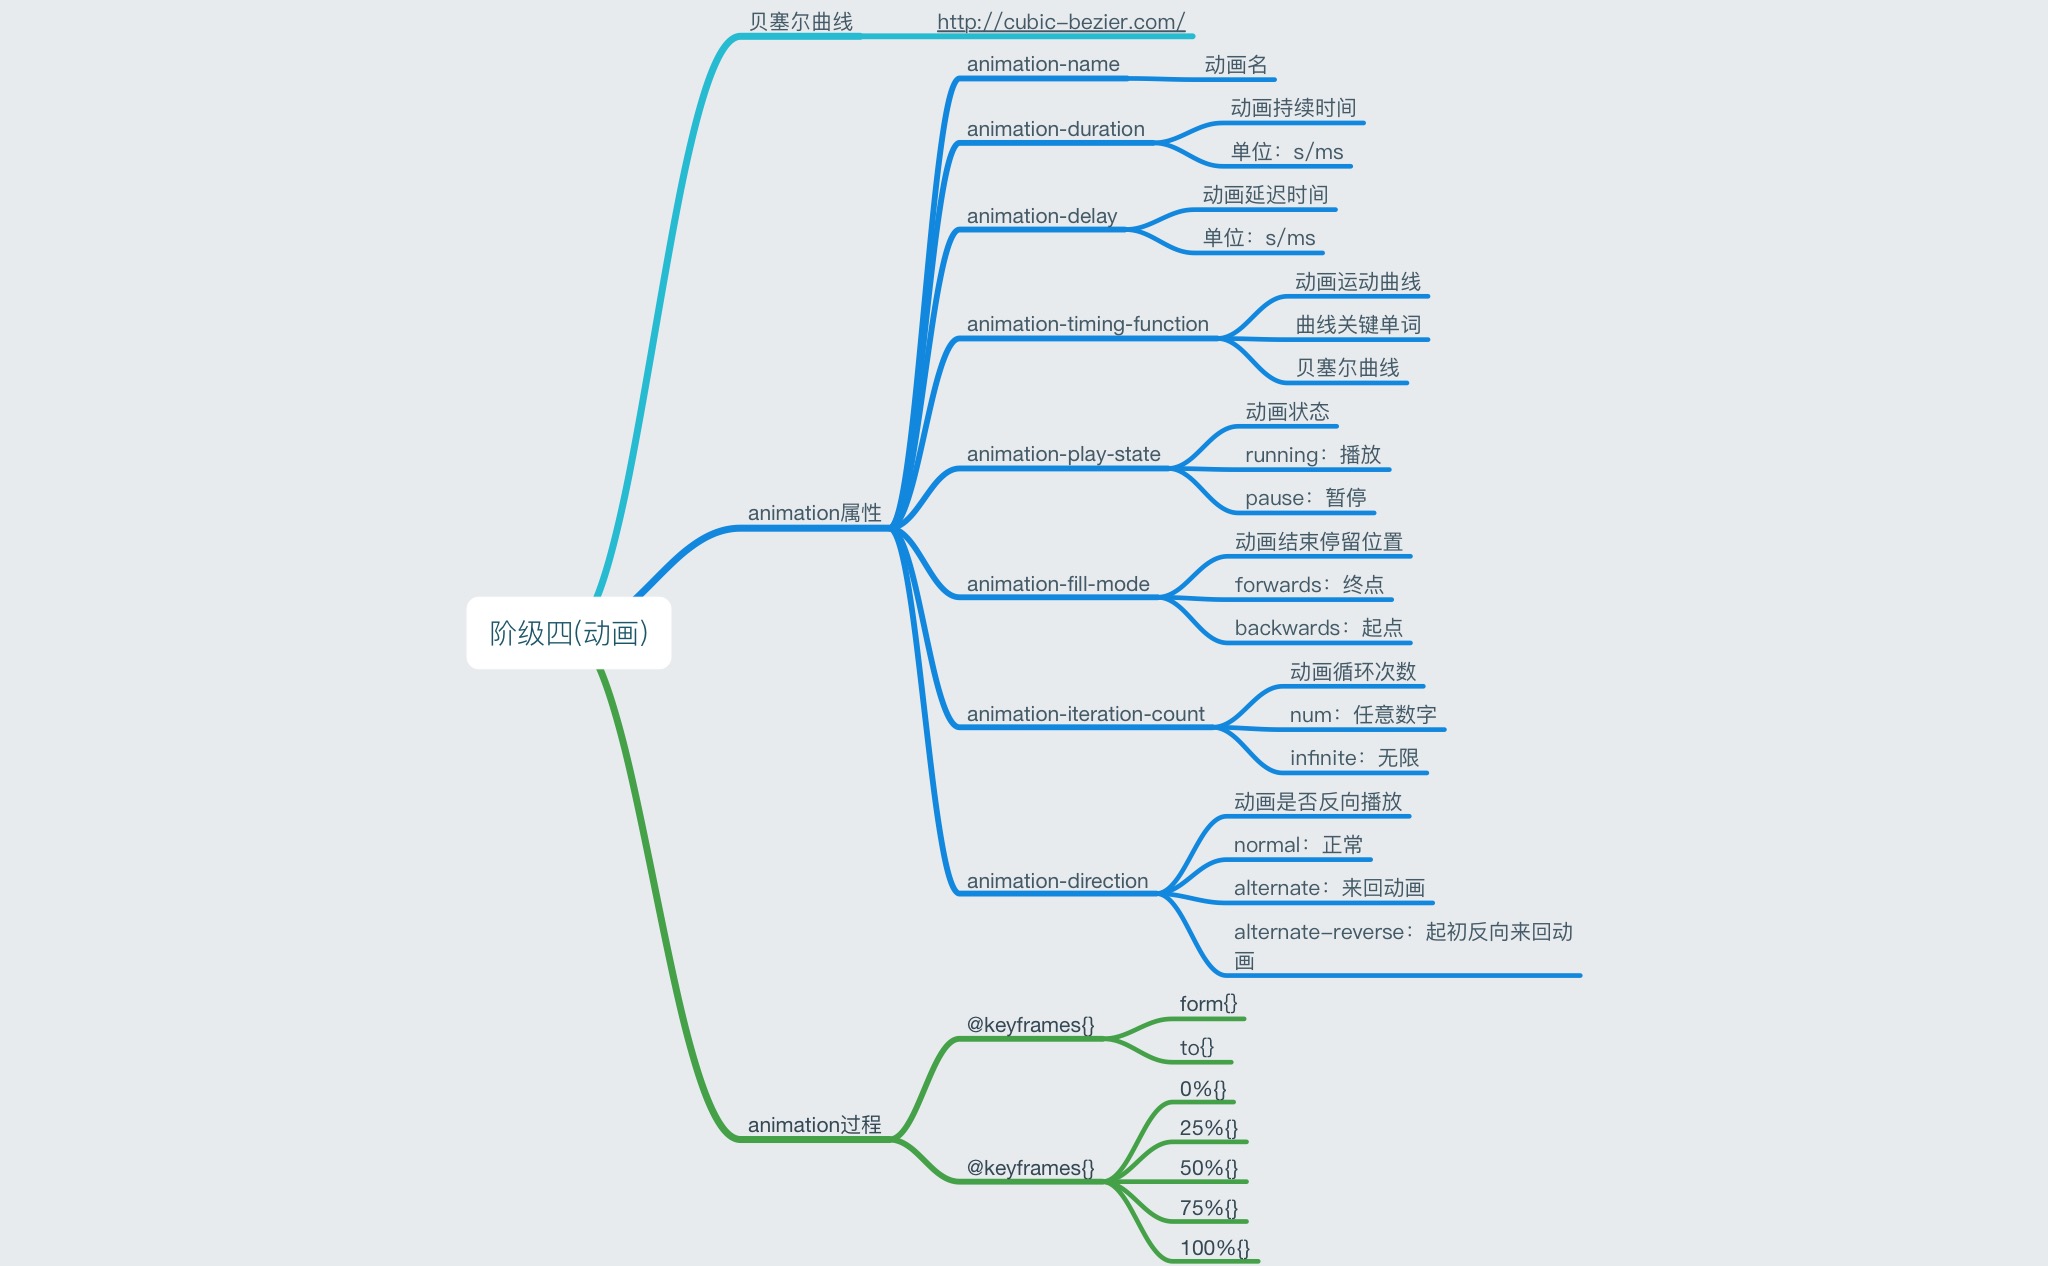 贝塞尔曲线
http://cubic-bezier.com/
animation-name
动画名
animation-duration
动画持续时间
单位：s/ms
animation-delay
动画延迟时间
单位：s/ms
animation-timing-function
动画运动曲线
曲线关键单词
贝塞尔曲线
animation-play-state
动画状态
running：播放
pause：暂停
animation属性
animation-fill-mode
动画结束停留位置
forwards：终点
backwards：起点
阶级四(动画)
animation-iteration-count
动画循环次数
num：任意数字
infinite：无限
animation-direction
动画是否反向播放
normal：正常
alternate：来回动画
alternate-reverse：起初反向来回动
画
animation过程
@keyframes{}
form{}
to{}
@keyframes{}
0%{}
25%{}
50%{}
75%{}
100%{}